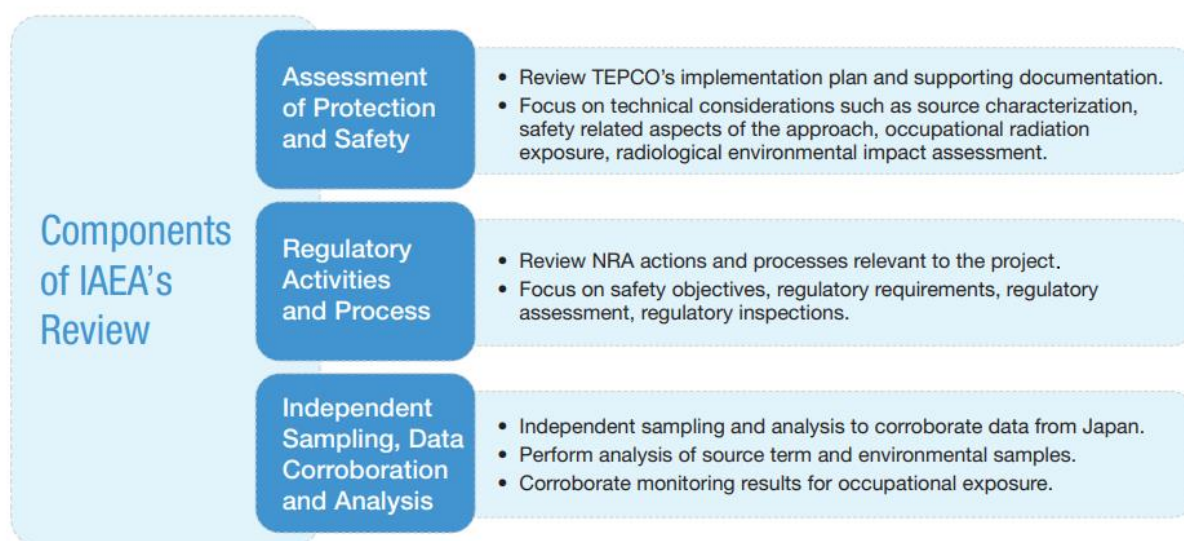 Components
of IAEA's
Review
Assessment
of Protection
and Safety
• Review TEPCO's implementation plan and supporting documentation.
• Focus on technical considerations such as source characterization,
safety related aspects of the approach, occupational radiation
exposure, radiological environmental impact assessment.
Regulatory
Activities
and Process
• Review NRA actions and processes relevant to the project.
• Focus on safety objectives, regulatory requirements, regulatory
assessment, regulatory inspections.
Independent
Sampling, Data
Corroboration
and Analysis
• Independent sampling and analysis to corroborate data from Japan.
• Perform analysis of source term and environmental samples.
• Corroborate monitoring results for occupational exposure.